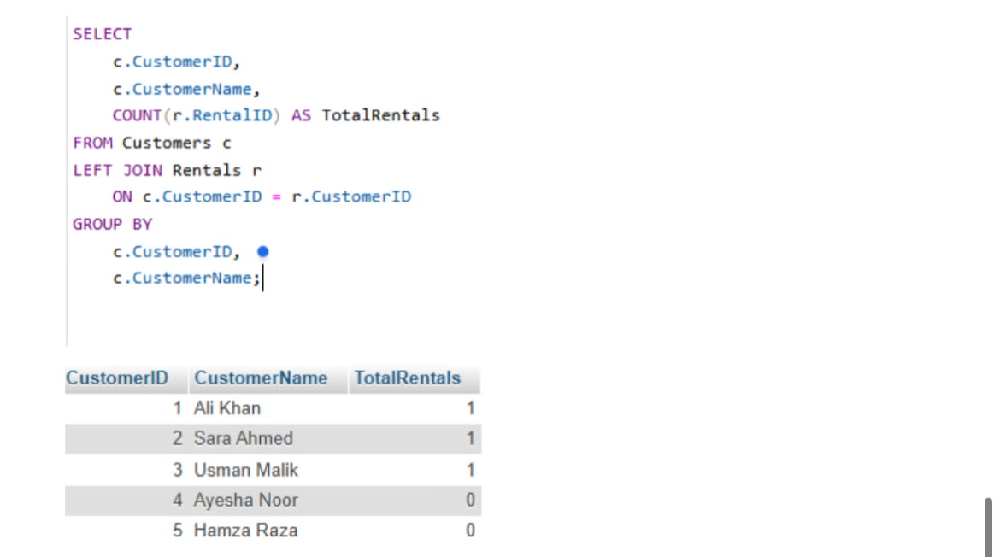 SELECT
c.CustomerID,
c.CustomerName,
COUNT(r.RentalID) AS TotalRentals
FROM Customers c
LEFT JOIN Rentals r
ON c.CustomerID = r.CustomerID
GROUP BY
c.CustomerID,
c.CustomerName;
CustomerID CustomerName TotalRentals
1 Ali Khan 1
2 Sara Ahmed 1
3 Usman Malik 1
4 Ayesha Noor 0
5 Hamza Raza 0